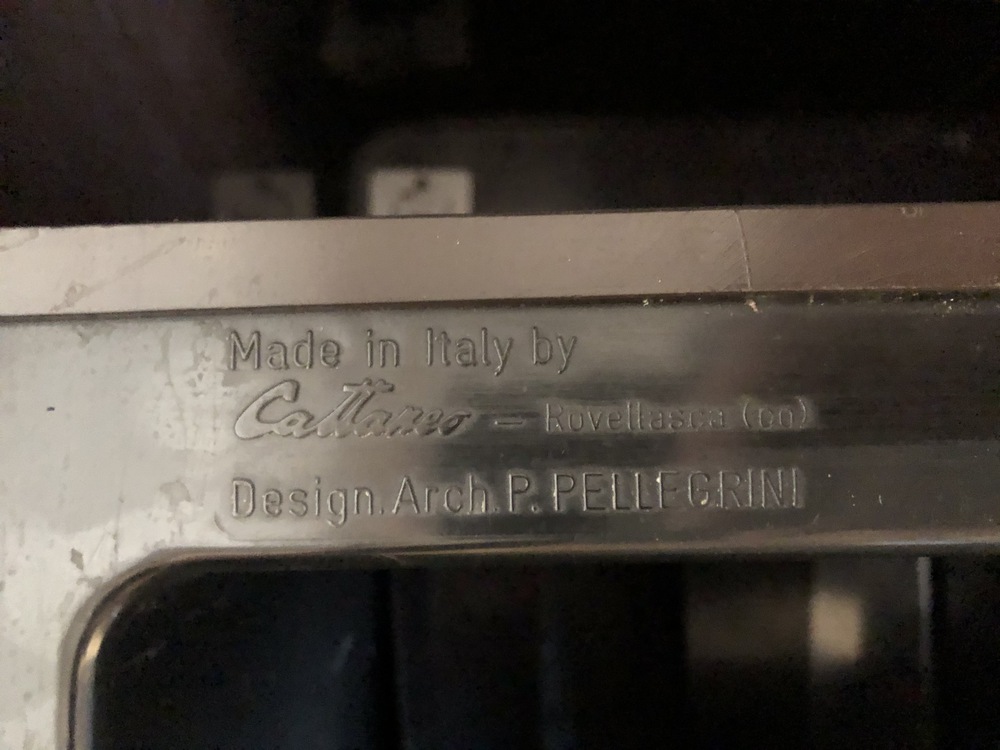 Made in Italy by
Cattaneo - Rovellasca (co)
Design. Arch. P. PELLEGRINI